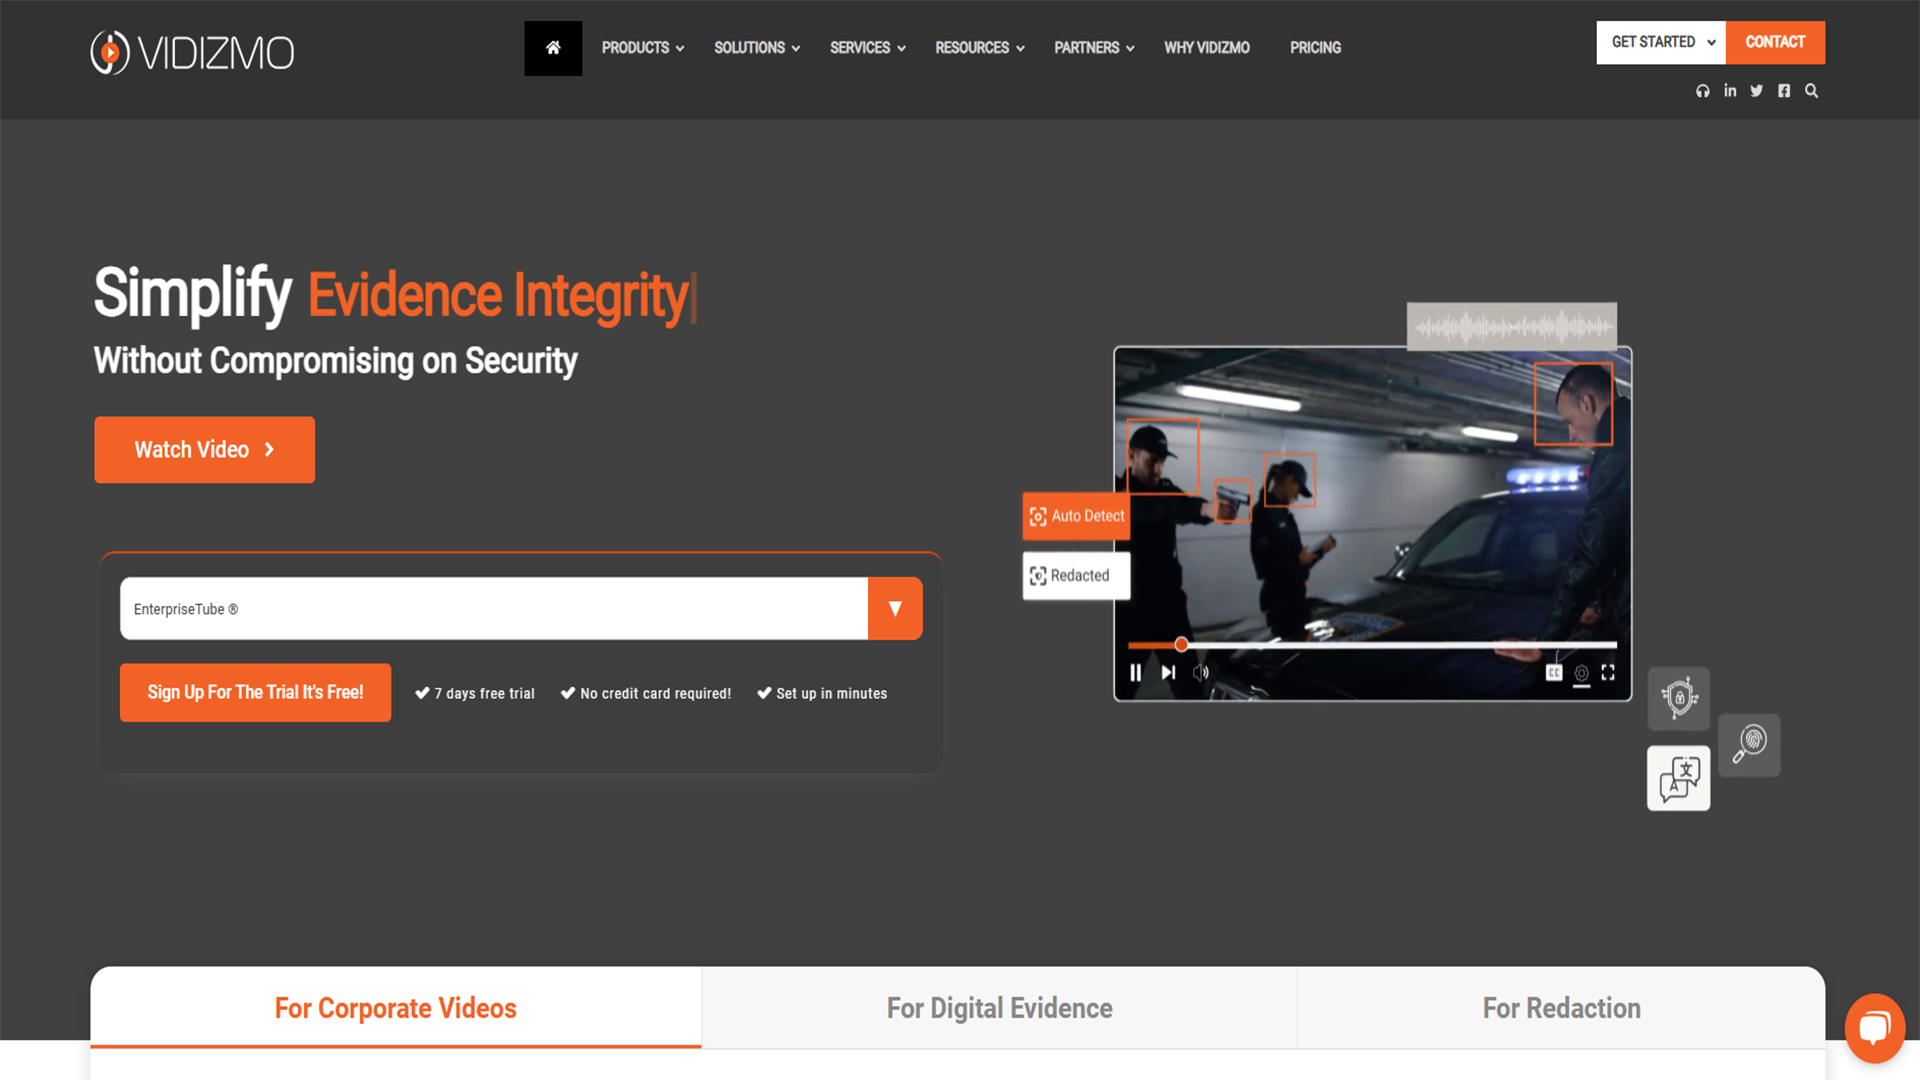 VIDIZMO
PRODUCTS
SOLUTIONS
SERVICES
RESOURCES
PARTNERS
WHY VIDIZMO
PRICING
GET STARTED
CONTACT
Simplify Evidence Integrity
Without Compromising on Security
Watch Video
EnterpriseTube ®
Sign Up For The Trial It's Free!
7 days free trial
No credit card required!
Set up in minutes
Auto Detect
Redacted
CC
文
A
For Corporate Videos
For Digital Evidence
For Redaction